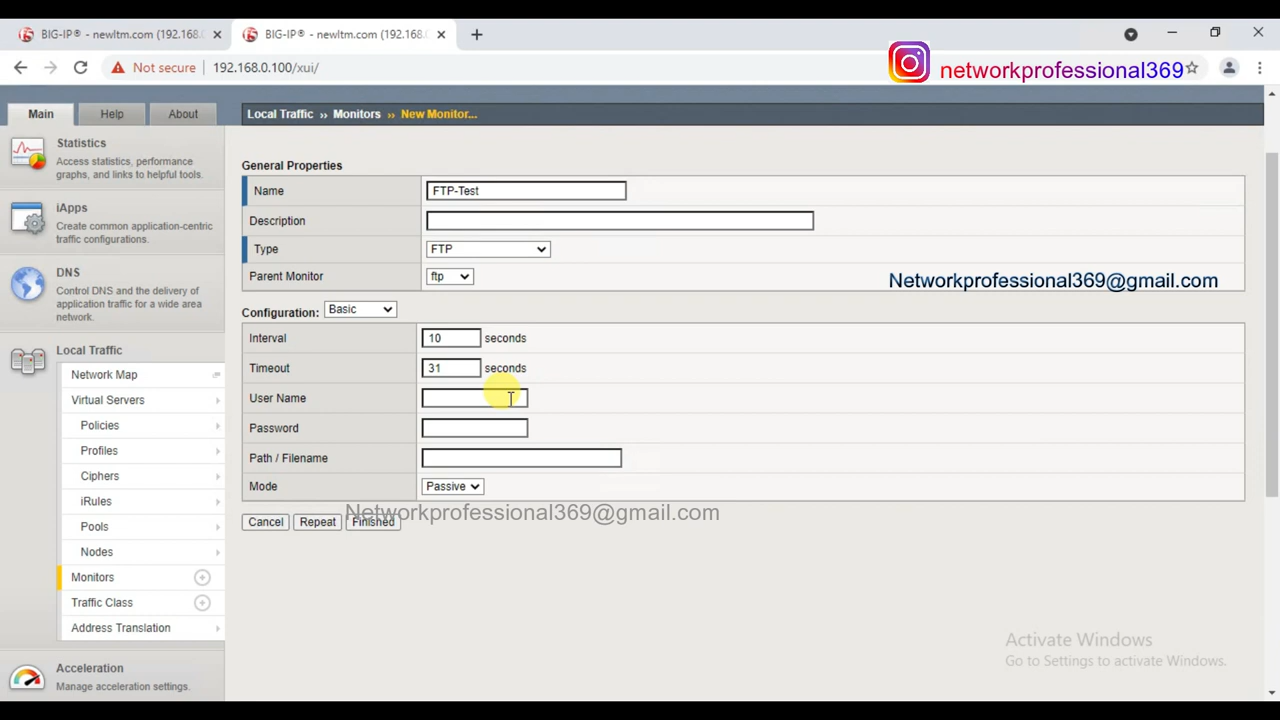 BIG-IP® - newltm.com (192.168.
BIG-IP® - newltm.com (192.168.
Not secure 192.168.0.100/xui/
networkprofessional369
Main Help About
Local Traffic ›› Monitors ›› New Monitor...
Statistics
Access statistics, performance
graphs, and links to helpful tools.
iApps
Create common application-centric
traffic configurations.
DNS
Control DNS and the delivery of
application traffic for a wide area
network.
Local Traffic
Network Map
Virtual Servers
Policies
Profiles
Ciphers
iRules
Pools
Nodes
Monitors
Traffic Class
Address Translation
Acceleration
Manage acceleration settings.
General Properties
Name FTP-Test
Description
Type FTP
Parent Monitor ftp
Networkprofessional369@gmail.com
Configuration: Basic
Interval 10 seconds
Timeout 31 seconds
User Name
Password
Path / Filename
Mode Passive
Networkprofessional369@gmail.com
Cancel Repeat Finished
Activate Windows
Go to Settings to activate Windows.